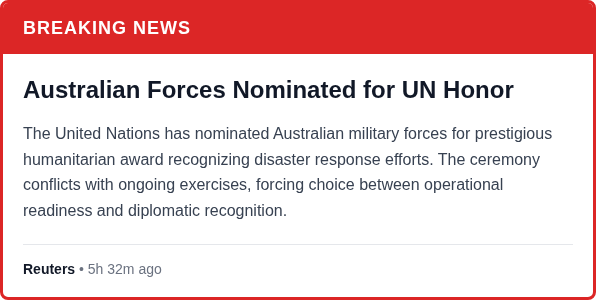 BREAKING NEWS
Australian Forces Nominated for UN Honor
The United Nations has nominated Australian military forces for prestigious
humanitarian award recognizing disaster response efforts. The ceremony
conflicts with ongoing exercises, forcing choice between operational
readiness and diplomatic recognition.
Reuters • 5h 32m ago